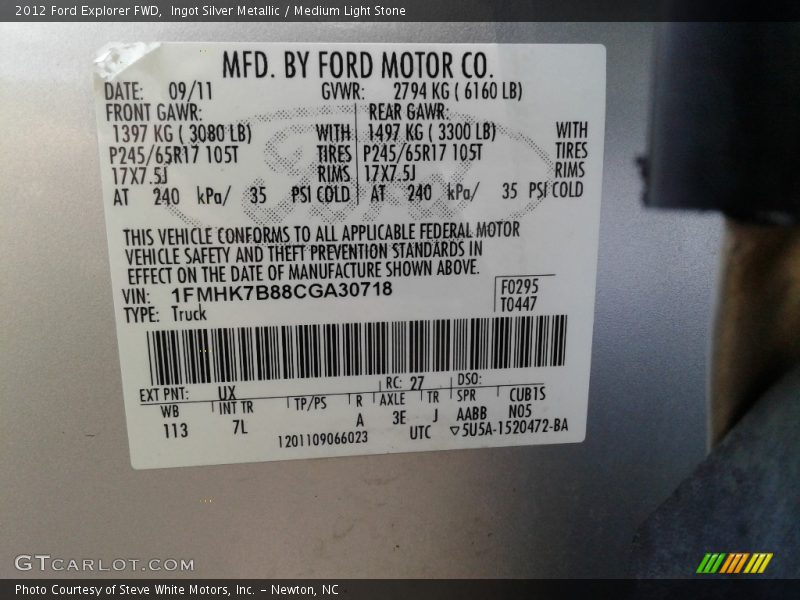 2012 Ford Explorer FWD,  Ingot Silver Metallic / Medium Light Stone
MFD. BY FORD MOTOR CO.
DATE: 09/11 GVWR: 2794 KG ( 6160 LB)
FRONT GAWR: REAR GAWR:
1397 KG ( 3080 LB) WITH 1497 KG ( 3300 LB) WITH
P245/65R17 105T TIRES P245/65R17 105T TIRES
17X7.5J RIMS 17X7.5J RIMS
AT 240 kPa/ 35 PSI COLD AT 240 kPa/ 35 PSI COLD
THIS VEHICLE CONFORMS TO ALL APPLICABLE FEDERAL MOTOR
VEHICLE SAFETY AND THEFT PREVENTION STANDARDS IN
EFFECT ON THE DATE OF MANUFACTURE SHOWN ABOVE.
VIN: 1FMHK7B88CGA30718 F0295
TYPE: Truck T0447
EXT PNT: UX RC: 27 DSO:
WB INT TR TP/PS R AXLE TR SPR CUB1S
113 7L A 3E J AABB N05
1201109066023 UTC ▽5U5A-1520472-BA
GTCARLOT.COM
Photo Courtesy of Steve White Motors, Inc. – Newton, NC